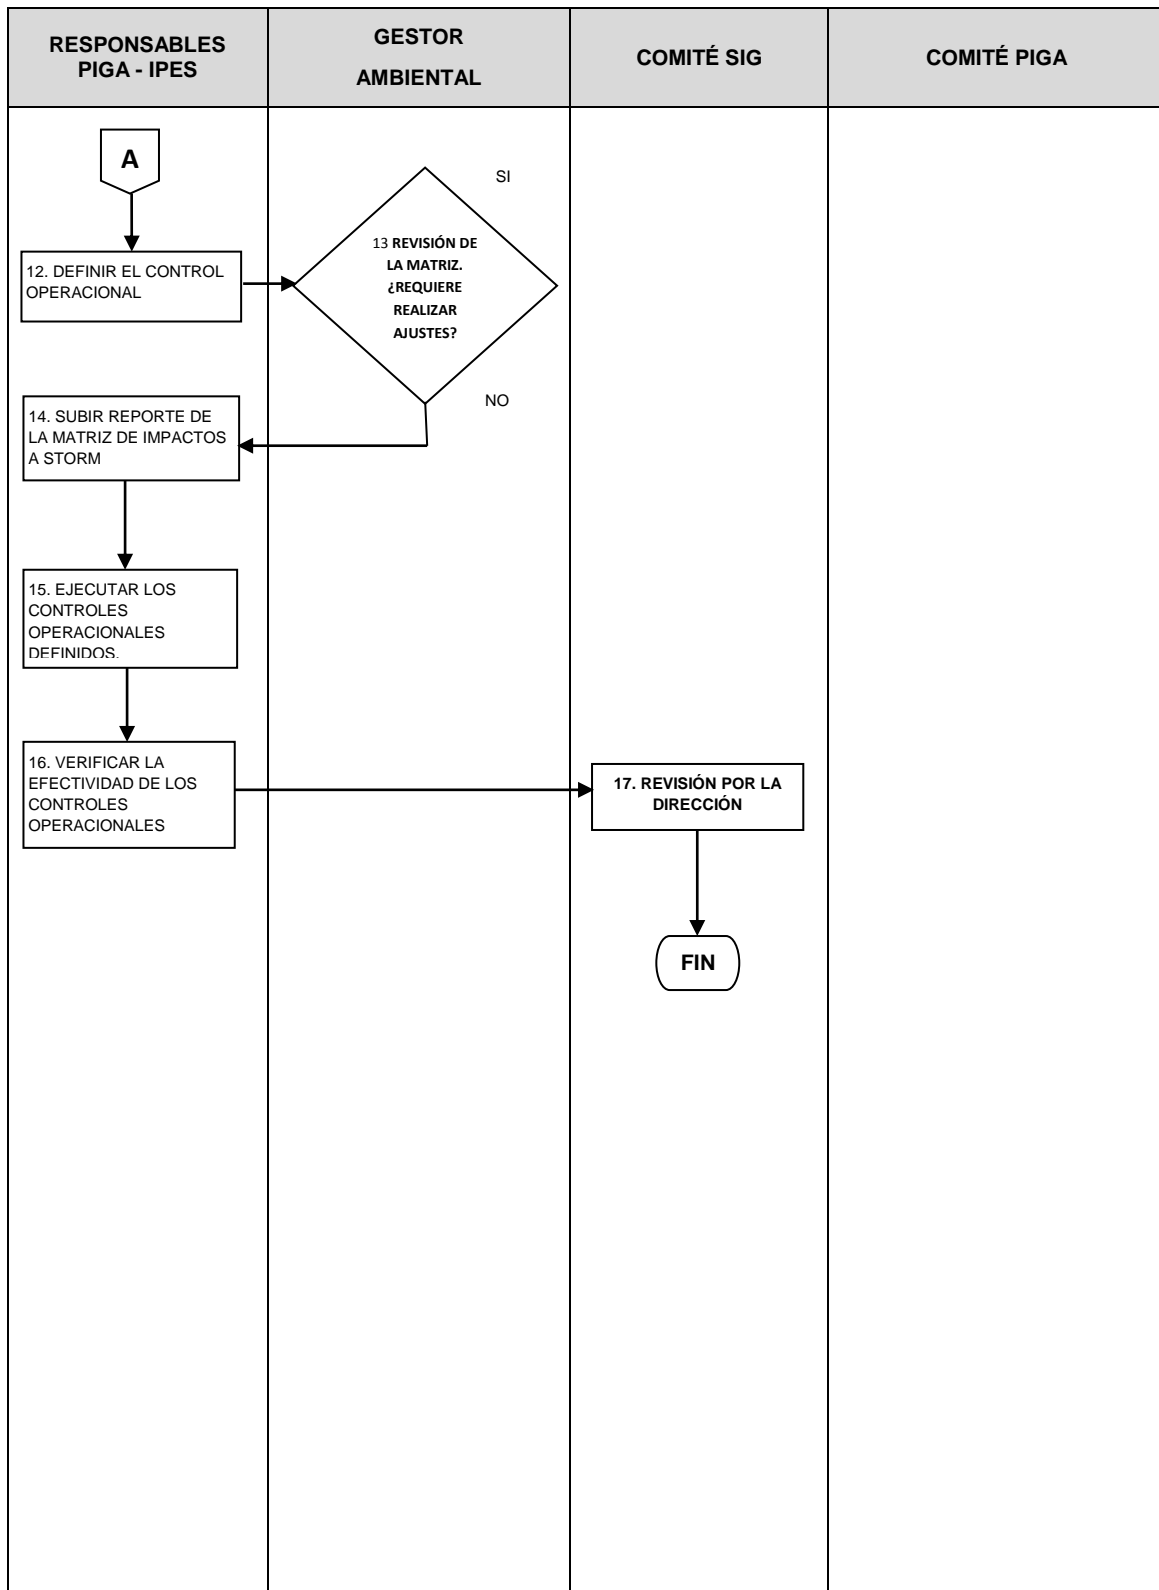 RESPONSABLES
PIGA - IPES
GESTOR
AMBIENTAL
COMITÉ SIG
COMITÉ PIGA
A
SI
12. DEFINIR EL CONTROL
OPERACIONAL
13 REVISIÓN DE
LA MATRIZ.
¿REQUIERE
REALIZAR
AJUSTES?
NO
14. SUBIR REPORTE DE
LA MATRIZ DE IMPACTOS
A STORM
15. EJECUTAR LOS
CONTROLES
OPERACIONALES
DEFINIDOS.
16. VERIFICAR LA
EFECTIVIDAD DE LOS
CONTROLES
OPERACIONALES
17. REVISIÓN POR LA
DIRECCIÓN
FIN